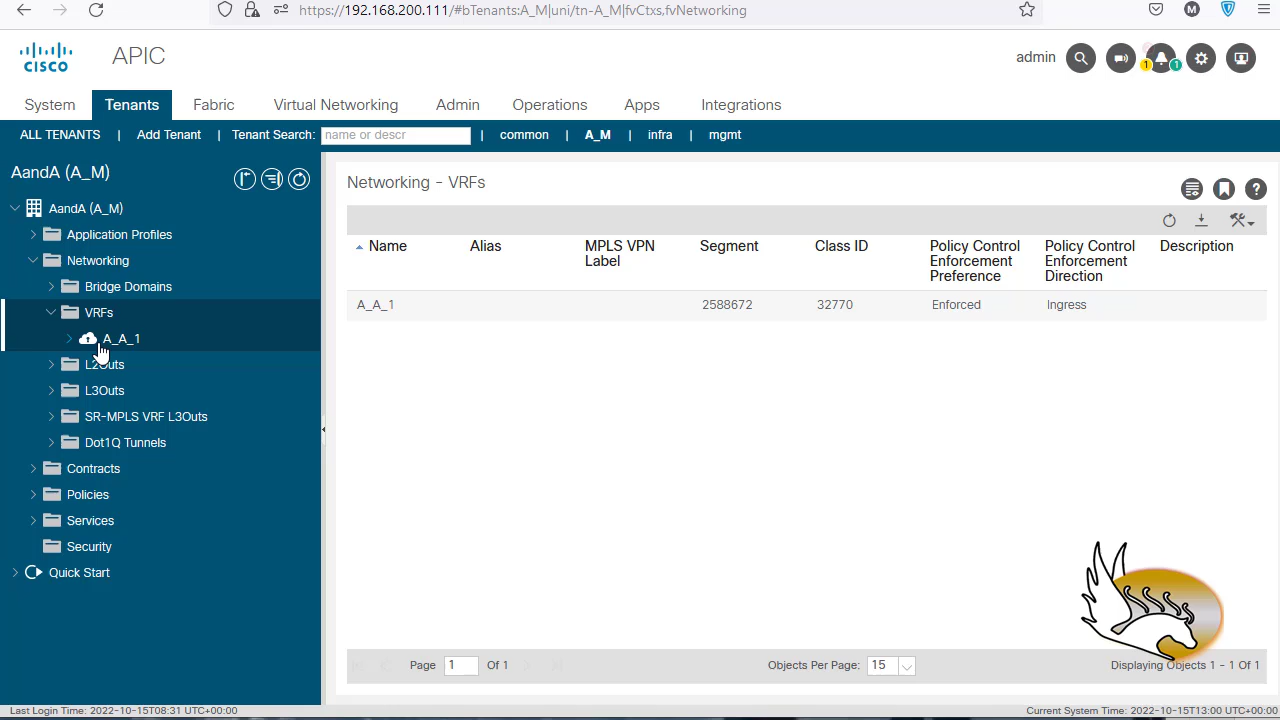 https://192.168.200.111/#bTenants:A_M|uni/tn-A_M|fvCtxs,fvNetworking
M
CISCO
APIC
admin
1
1
System Tenants Fabric Virtual Networking Admin Operations Apps Integrations
ALL TENANTS | Add Tenant | Tenant Search: name or descr | common | A_M | infra | mgmt
AandA (A_M)
AandA (A_M)
Application Profiles
Networking
Bridge Domains
VRFs
A_A_1
L2Outs
L3Outs
SR-MPLS VRF L3Outs
Dot1Q Tunnels
Contracts
Policies
Services
Security
Quick Start
Networking - VRFs
Name Alias MPLS VPN Label Segment Class ID Policy Control Enforcement Preference Policy Control Enforcement Direction Description
A_A_1 2588672 32770 Enforced Ingress
Page 1 Of 1 Objects Per Page: 15 Displaying Objects 1 - 1 Of 1
Last Login Time: 2022-10-15T08:31 UTC+00:00 Current System Time: 2022-10-15T13:00 UTC+00:00